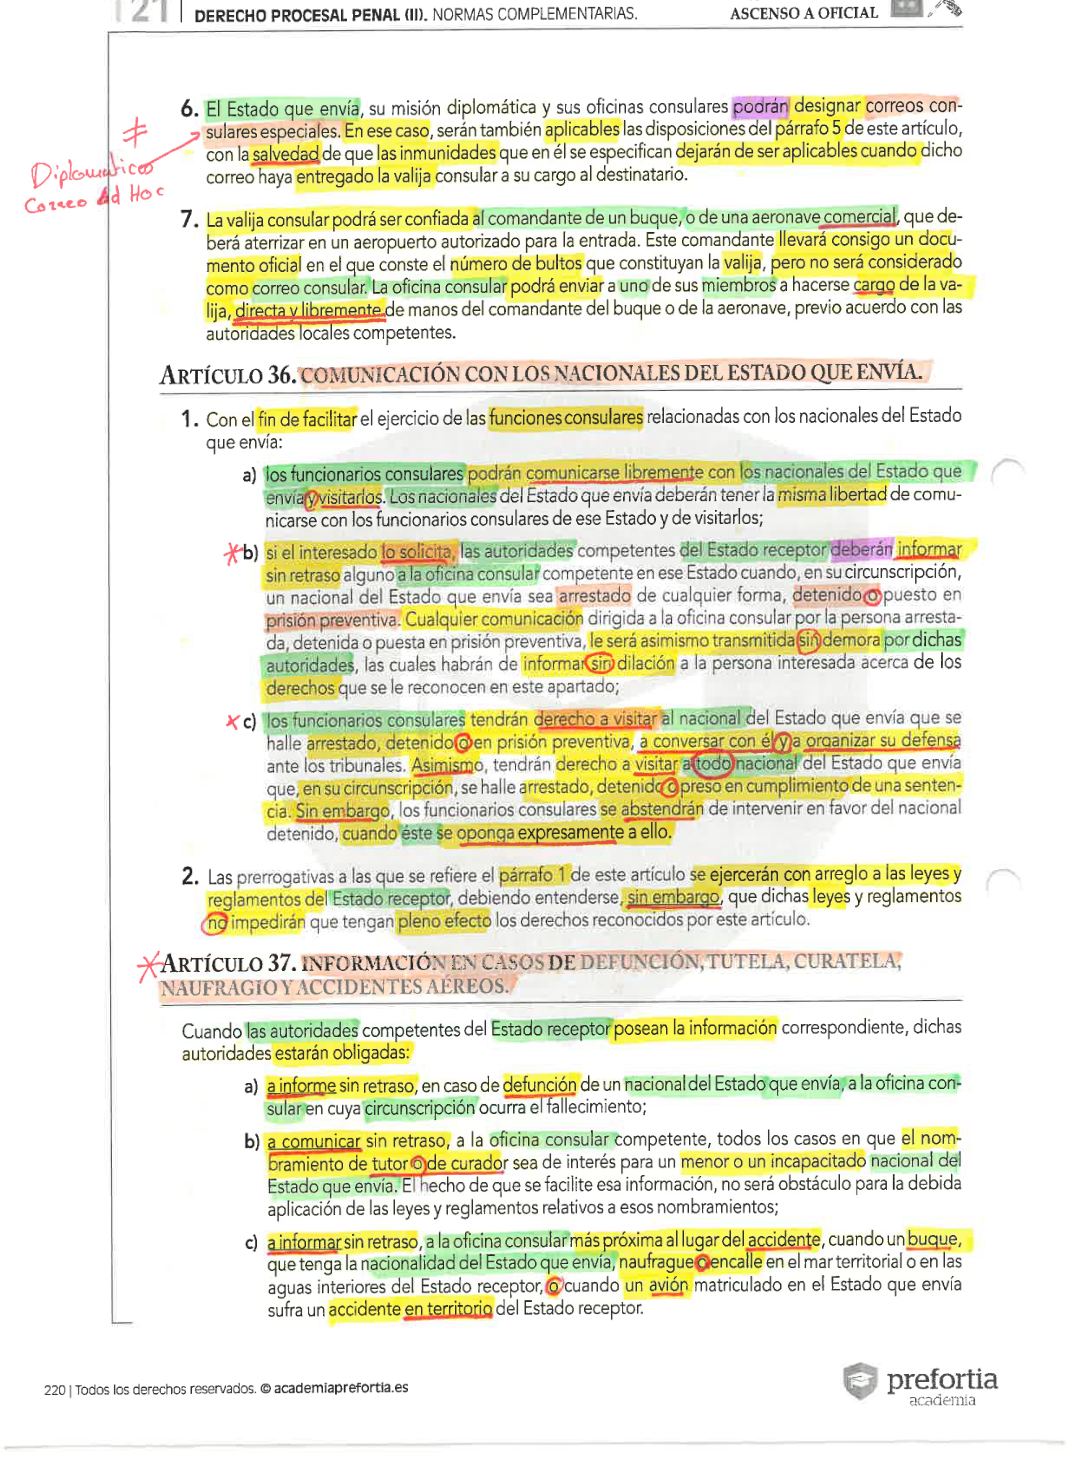 T21 DERECHO PROCESAL PENAL (II). NORMAS COMPLEMENTARIAS. ASCENSO A OFICIAL
6. El Estado que envía, su misión diplomática y sus oficinas consulares podrán designar correos con-
sulares especiales. En ese caso, serán también aplicables las disposiciones del párrafo 5 de este artículo,
con la salvedad de que las inmunidades que en él se especifican dejarán de ser aplicables cuando dicho
correo haya entregado la valija consular a su cargo al destinatario.
≠
Diplomáticos
Correo Ad Hoc
7. La valija consular podrá ser confiada al comandante de un buque, o de una aeronave comercial, que de-
berá aterrizar en un aeropuerto autorizado para la entrada. Este comandante llevará consigo un docu-
mento oficial en el que conste el número de bultos que constituyan la valija, pero no será considerado
como correo consular. La oficina consular podrá enviar a uno de sus miembros a hacerse cargo de la va-
lija, directa y libremente de manos del comandante del buque o de la aeronave, previo acuerdo con las
autoridades locales competentes.
ARTÍCULO 36. COMUNICACIÓN CON LOS NACIONALES DEL ESTADO QUE ENVÍA.
1. Con el fin de facilitar el ejercicio de las funciones consulares relacionadas con los nacionales del Estado
que envía:
a) los funcionarios consulares podrán comunicarse libremente con los nacionales del Estado que
envía y visitarlos. Los nacionales del Estado que envía deberán tener la misma libertad de comu-
nicarse con los funcionarios consulares de ese Estado y de visitarlos;
b) si el interesado lo solicita, las autoridades competentes del Estado receptor deberán informar
sin retraso alguno a la oficina consular competente en ese Estado cuando, en su circunscripción,
un nacional del Estado que envía sea arrestado de cualquier forma, detenido o puesto en
prisión preventiva. Cualquier comunicación dirigida a la oficina consular por la persona arresta-
da, detenida o puesta en prisión preventiva, le será asimismo transmitida sin demora por dichas
autoridades, las cuales habrán de informar sin dilación a la persona interesada acerca de los
derechos que se le reconocen en este apartado;
c) los funcionarios consulares tendrán derecho a visitar al nacional del Estado que envía que se
halle arrestado, detenido o en prisión preventiva, a conversar con él y a organizar su defensa
ante los tribunales. Asimismo, tendrán derecho a visitar a todo nacional del Estado que envía
que, en su circunscripción, se halle arrestado, detenido o preso en cumplimiento de una senten-
cia. Sin embargo, los funcionarios consulares se abstendrán de intervenir en favor del nacional
detenido, cuando éste se oponga expresamente a ello.
2. Las prerrogativas a las que se refiere el párrafo 1 de este artículo se ejercerán con arreglo a las leyes y
reglamentos del Estado receptor, debiendo entenderse, sin embargo, que dichas leyes y reglamentos
no impedirán que tengan pleno efecto los derechos reconocidos por este artículo.
ARTÍCULO 37. INFORMACIÓN EN CASOS DE DEFUNCIÓN, TUTELA, CURATELA,
NAUFRAGIO Y ACCIDENTES AÉREOS.
Cuando las autoridades competentes del Estado receptor posean la información correspondiente, dichas
autoridades estarán obligadas:
a) a informe sin retraso, en caso de defunción de un nacional del Estado que envía, a la oficina con-
sular en cuya circunscripción ocurra el fallecimiento;
b) a comunicar sin retraso, a la oficina consular competente, todos los casos en que el nom-
bramiento de tutor o de curador sea de interés para un menor o un incapacitado nacional del
Estado que envía. El hecho de que se facilite esa información, no será obstáculo para la debida
aplicación de las leyes y reglamentos relativos a esos nombramientos;
c) a informar sin retraso, a la oficina consular más próxima al lugar del accidente, cuando un buque,
que tenga la nacionalidad del Estado que envía, naufrague o encalle en el mar territorial o en las
aguas interiores del Estado receptor, o cuando un avión matriculado en el Estado que envía
sufra un accidente en territorio del Estado receptor.
220 | Todos los derechos reservados. © academiaprefortia.es
prefortia
academia